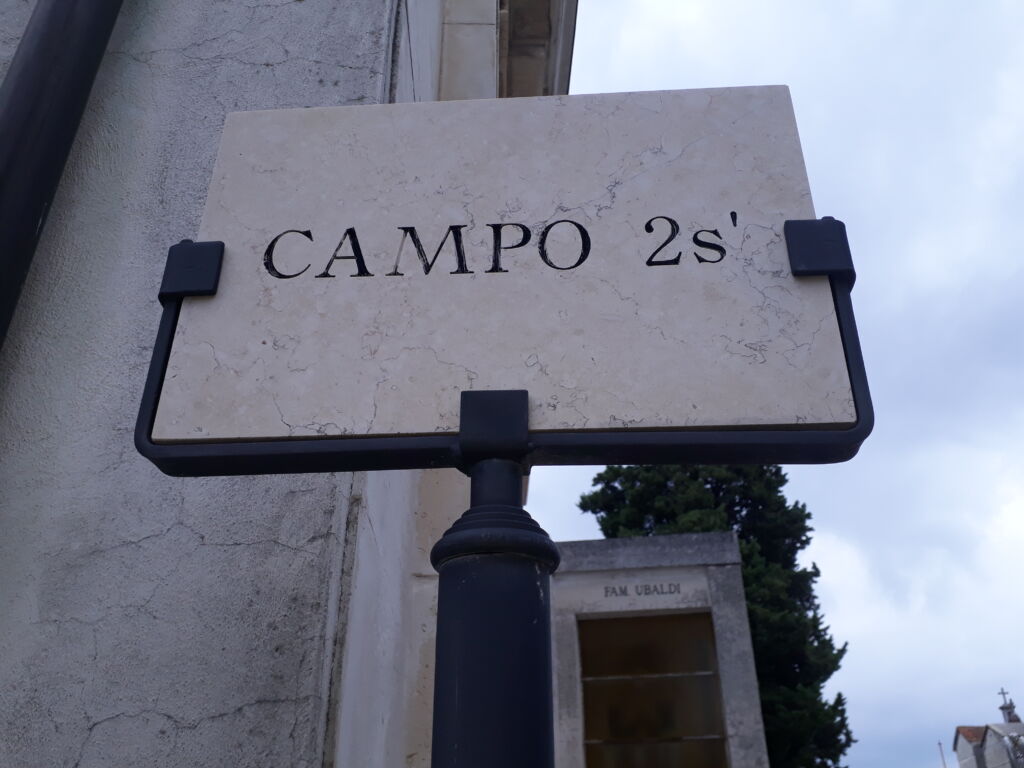 CAMPO 2s'
FAM. UBALDI